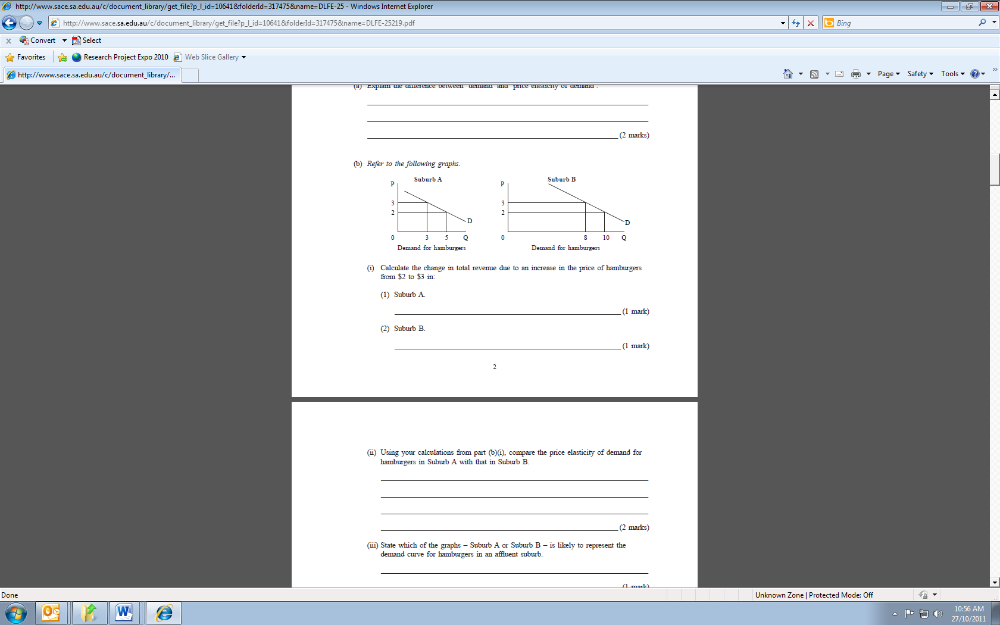 http://www.sace.sa.edu.au/c/document_library/get_file?p_l_id=10641&folderId=317475&name=DLFE-25 - Windows Internet Explorer
http://www.sace.sa.edu.au/c/document_library/get_file?p_l_id=10641&folderId=317475&name=DLFE-25219.pdf
Bing
x Convert Select
Favorites Research Project Expo 2010 Web Slice Gallery
http://www.sace.sa.edu.au/c/document_library/...
Page Safety Tools
(a) Explain the difference between 'demand' and 'price elasticity of demand'.
(2 marks)
(b) Refer to the following graphs.
Suburb A
P
3
2
D
0 3 5 Q
Demand for hamburgers
Suburb B
P
3
2
D
0 8 10 Q
Demand for hamburgers
(i) Calculate the change in total revenue due to an increase in the price of hamburgers
from $2 to $3 in:
(1) Suburb A.
(1 mark)
(2) Suburb B.
(1 mark)
2
(ii) Using your calculations from part (b)(i), compare the price elasticity of demand for
hamburgers in Suburb A with that in Suburb B.
(2 marks)
(iii) State which of the graphs – Suburb A or Suburb B – is likely to represent the
demand curve for hamburgers in an affluent suburb.
(1 mark)
Done
Unknown Zone | Protected Mode: Off
10:56 AM
27/10/2011